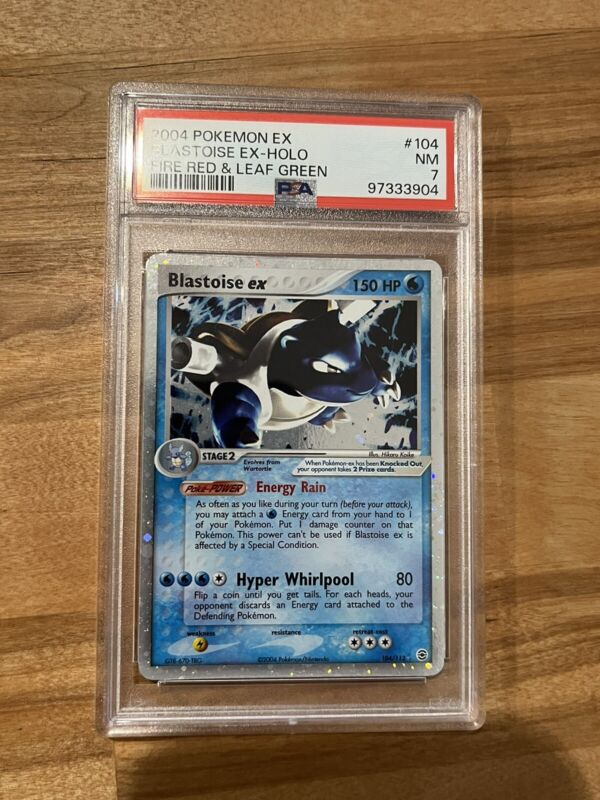 2004 POKEMON EX
BLASTOISE EX-HOLO
FIRE RED & LEAF GREEN
#104
NM
7
97333904
PSA
Blastoise ex
150 HP
Illus. Hikaru Koike
STAGE 2
Evolves from
Wartortle
When Pokémon-ex has been Knocked Out,
your opponent takes 2 Prize cards.
Poké-POWER Energy Rain
As often as you like during your turn (before your attack),
you may attach a Energy card from your hand to 1
of your Pokémon. Put 1 damage counter on that
Pokémon. This power can't be used if Blastoise ex is
affected by a Special Condition.
Hyper Whirlpool 80
Flip a coin until you get tails. For each heads, your
opponent discards an Energy card attached to the
Defending Pokémon.
weakness
resistance
retreat cost
©2004 Pokémon/Nintendo
104/112